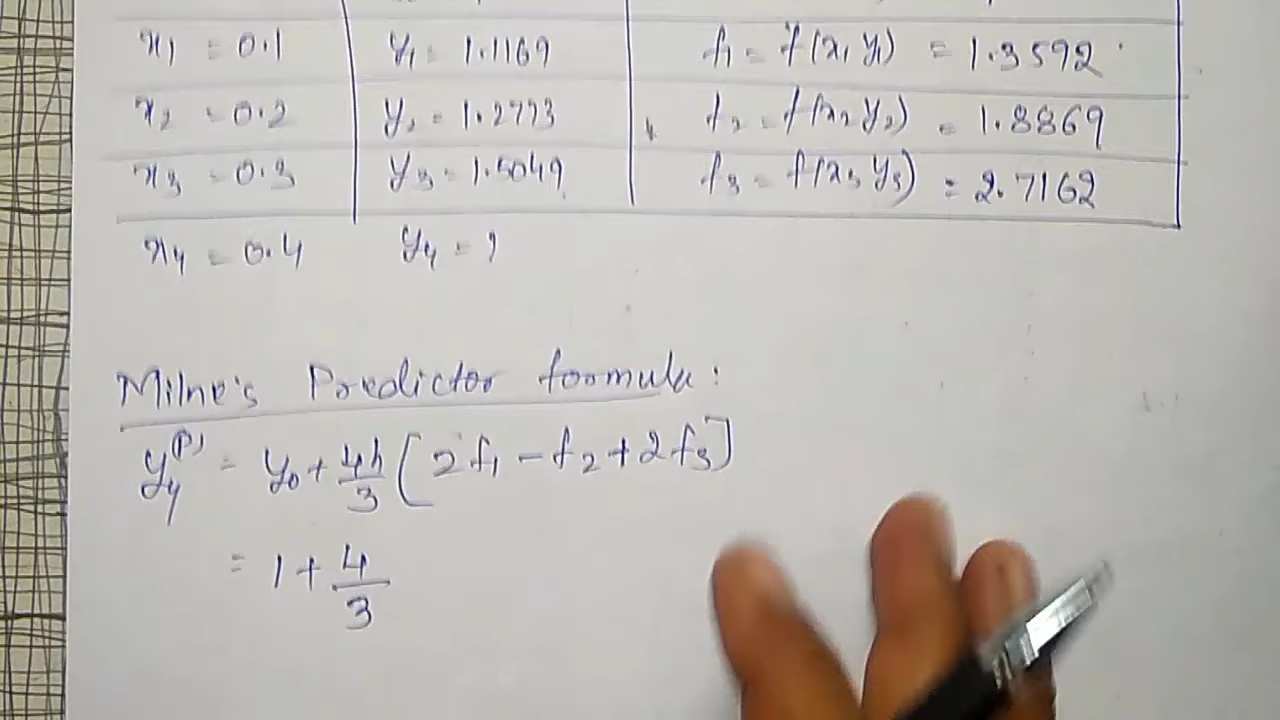 x₁ = 0.1 y₁ = 1.1169 f₁ = f(x₁ y₁) = 1.3592
x₂ = 0.2 y₂ = 1.2773 f₂ = f(x₂ y₂) = 1.8869
x₃ = 0.3 y₃ = 1.5049 f₃ = f(x₃ y₃) = 2.7162
x₄ = 0.4 y₄ = ?
Milne's Predictor formula:
y₄⁽ᵖ⁾ = y₀ + 4h/3 [2f₁ - f₂ + 2f₃]
= 1 + 4/3